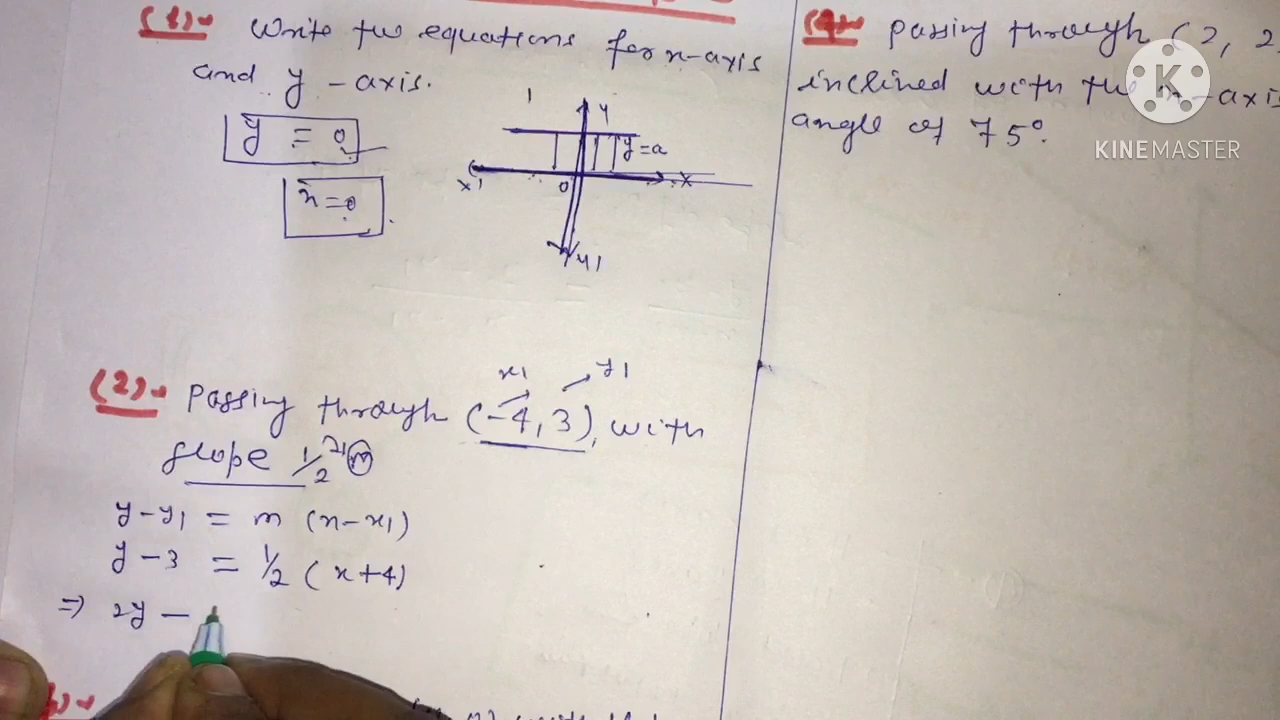 (1)- Write the equations for x-axis
and y - axis.
y = 0
x = 0
1
Y
y = a
X'
O
X
Y1
(2)- Passing through (-4, 3), with
x1
y1
slope 1/2 → m
y - y1 = m (x - x1)
y - 3 = 1/2 (x + 4)
⇒ 2y -
Passing through (2, 2
inclined with the x-axis
angle of 75°.
K
KINEMASTER